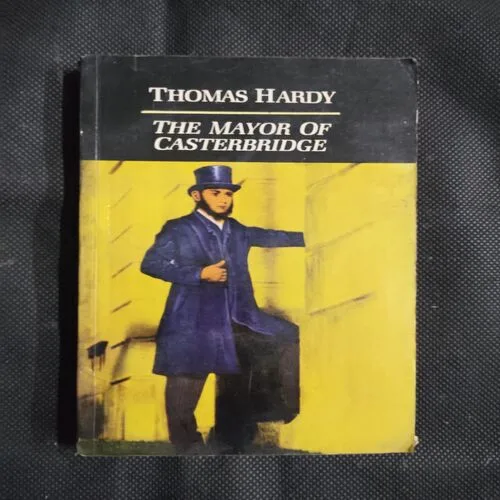 THOMAS HARDY
THE MAYOR OF
CASTERBRIDGE